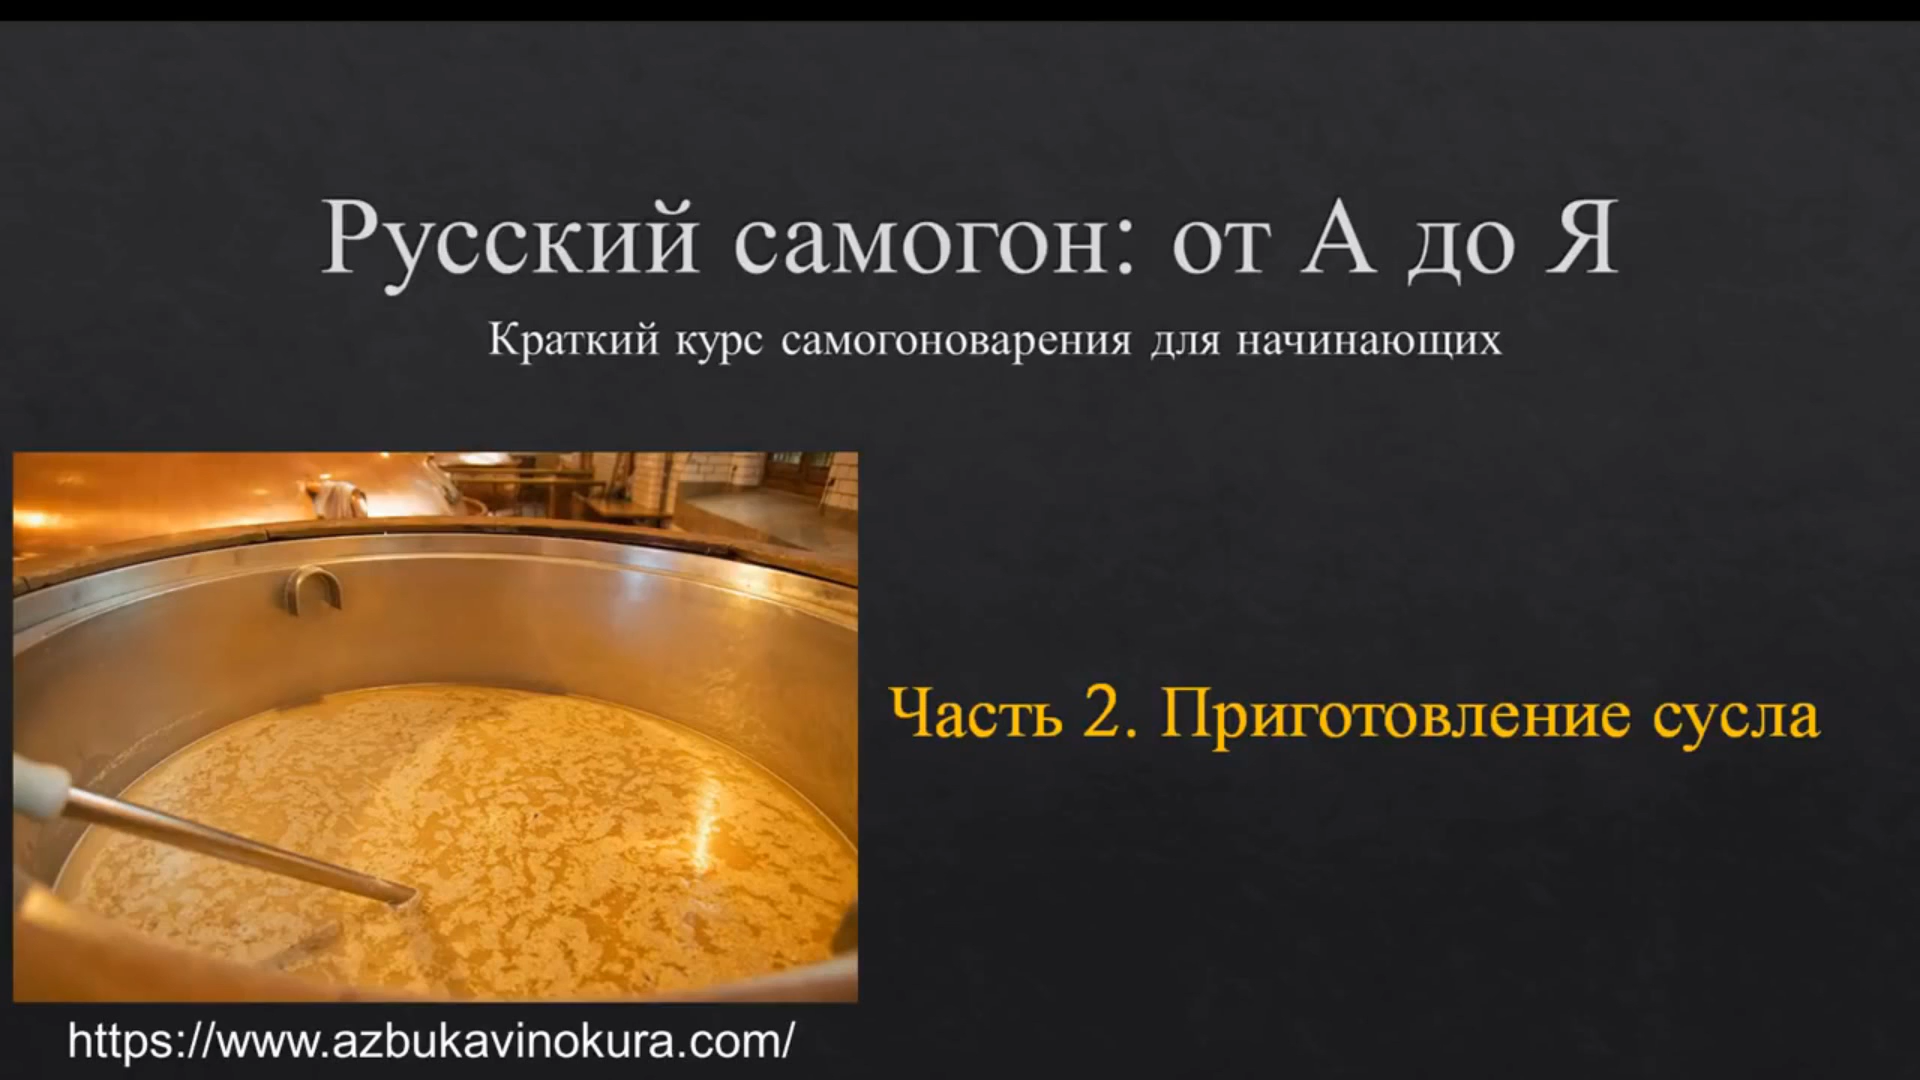 Русский самогон: от А до Я
Краткий курс самогоноварения для начинающих
Часть 2. Приготовление сусла
https://www.azbukavinokura.com/